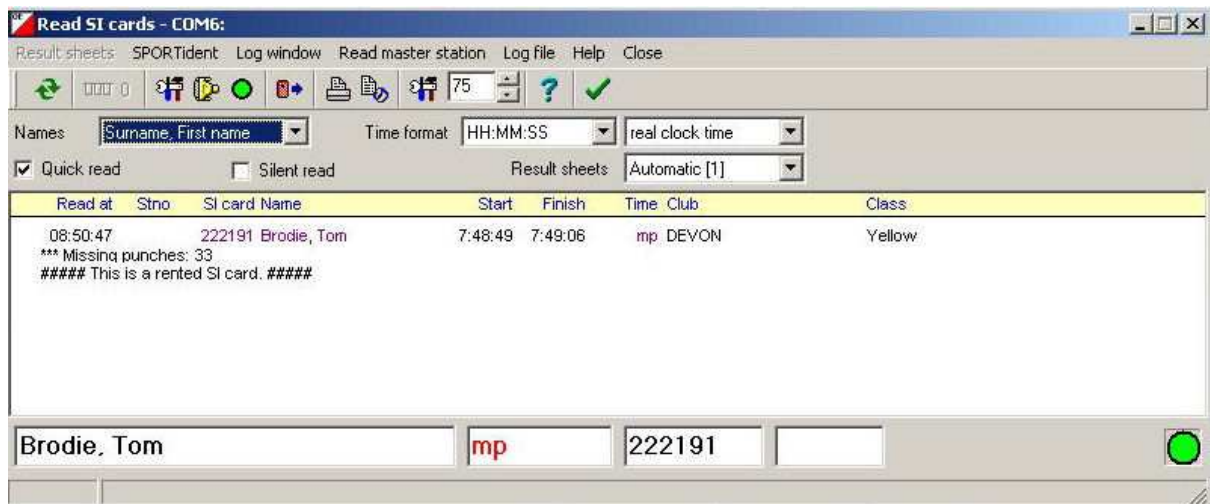 Read SI cards - COM6:
Result sheets SPORTident Log window Read master station Log file Help Close
0 75 ?
Names Surname, First name Time format HH:MM:SS real clock time
Quick read Silent read Result sheets Automatic [1]
Read at Stno SI card Name Start Finish Time Club Class
08:50:47 222191 Brodie, Tom 7:48:49 7:49:06 mp DEVON Yellow
*** Missing punches: 33
##### This is a rented SI card. #####
Brodie, Tom mp 222191